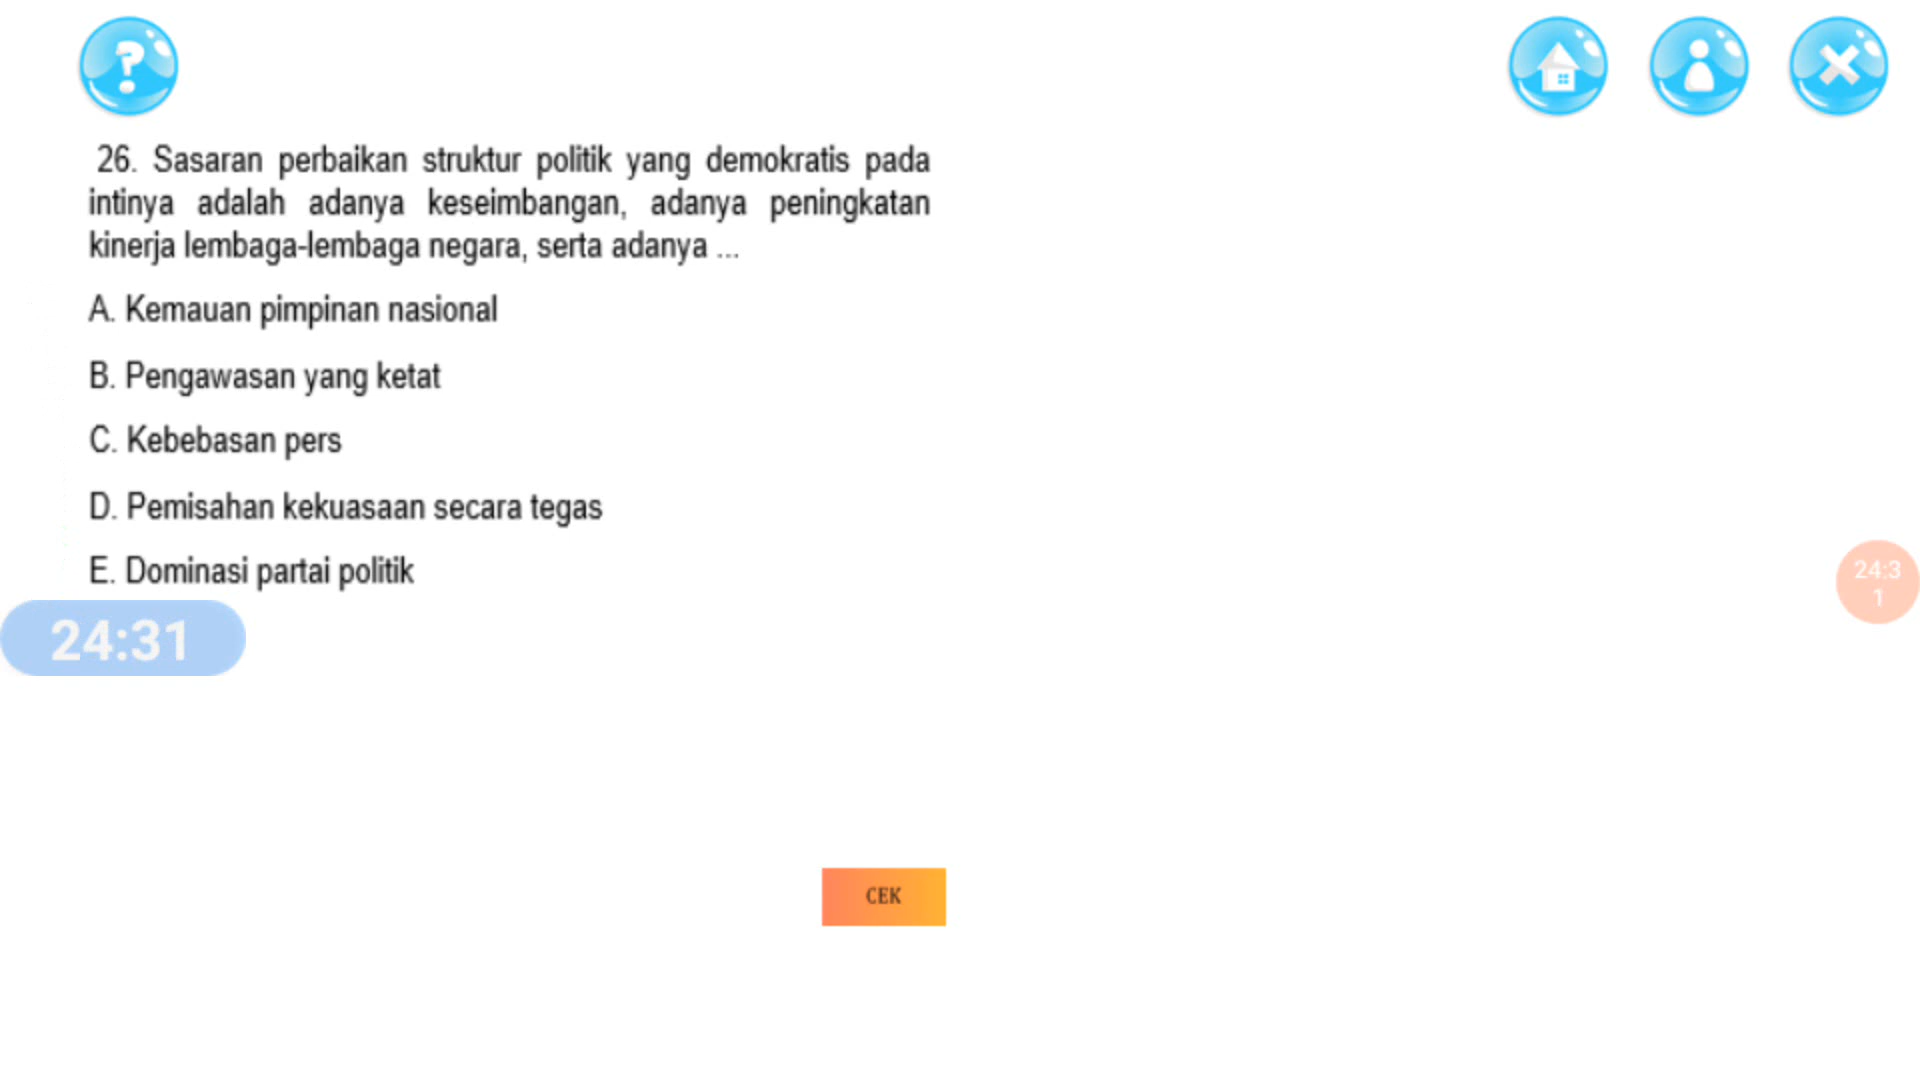 26. Sasaran perbaikan struktur politik yang demokratis pada
intinya adalah adanya keseimbangan, adanya peningkatan
kinerja lembaga-lembaga negara, serta adanya ...
A. Kemauan pimpinan nasional
B. Pengawasan yang ketat
C. Kebebasan pers
D. Pemisahan kekuasaan secara tegas
E. Dominasi partai politik
24:3
1
24:31
CEK